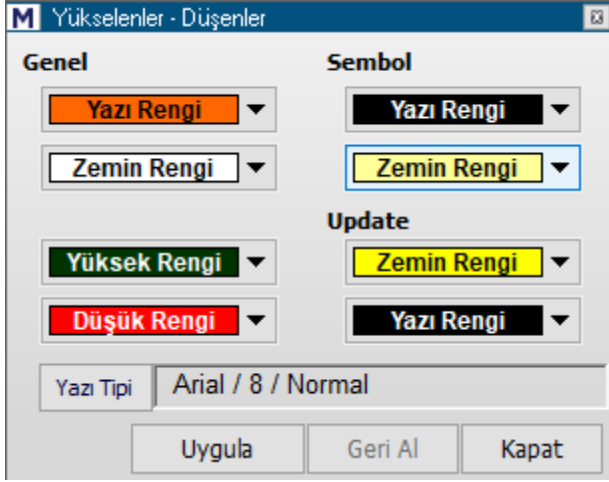 M Yükselenler - Düşenler
Genel
Sembol
Yazı Rengi
Yazı Rengi
Zemin Rengi
Zemin Rengi
Update
Yüksek Rengi
Zemin Rengi
Düşük Rengi
Yazı Rengi
Yazı Tipi
Arial / 8 / Normal
Uygula
Geri Al
Kapat